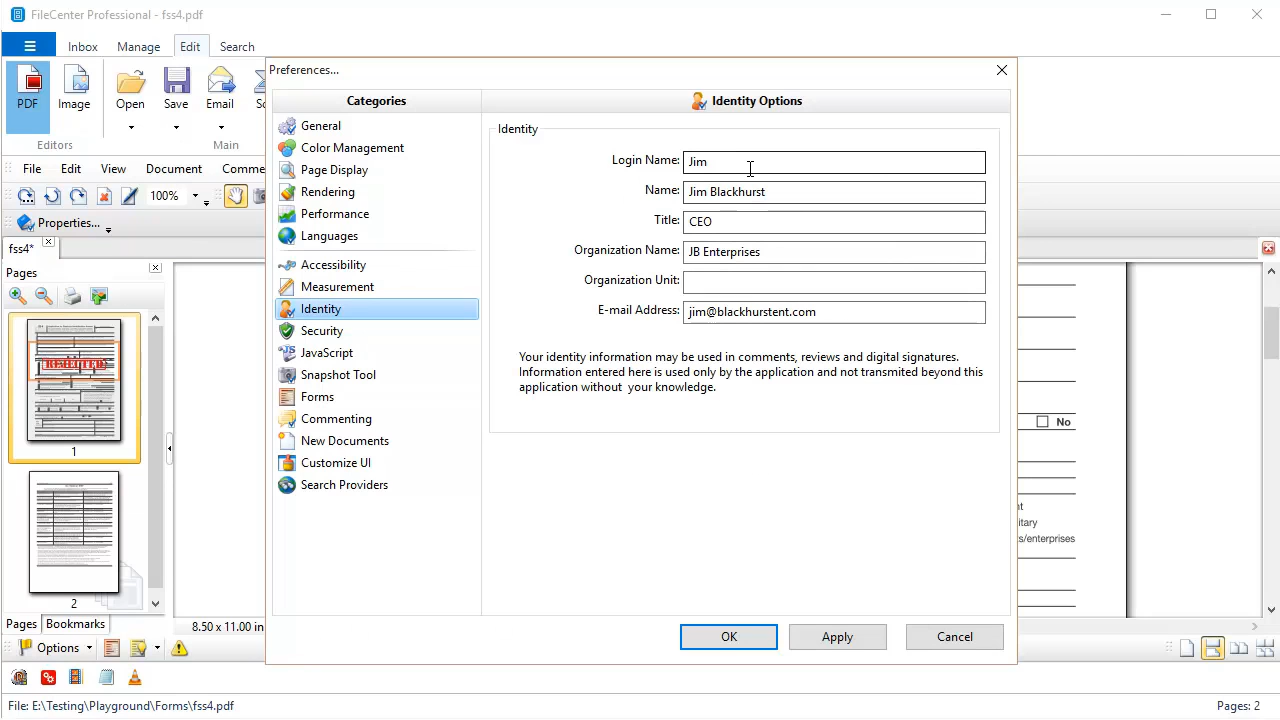 FileCenter Professional - fss4.pdf
Inbox Manage Edit Search
PDF Image Open Save Email
Editors Main
File Edit View Document
100%
Properties...
fss4*
Pages
1
2
Pages Bookmarks
8.50 x 11.00 in
Options
File: E:\Testing\Playground\Forms\fss4.pdf
Pages: 2
Preferences...
Categories
General
Color Management
Page Display
Rendering
Performance
Languages
Accessibility
Measurement
Identity
Security
JavaScript
Snapshot Tool
Forms
Commenting
New Documents
Customize UI
Search Providers
Identity Options
Identity
Login Name: Jim
Name: Jim Blackhurst
Title: CEO
Organization Name: JB Enterprises
Organization Unit:
E-mail Address: jim@blackhurstent.com
Your identity information may be used in comments, reviews and digital signatures.
Information entered here is used only by the application and not transmitted beyond this
application without your knowledge.
OK Apply Cancel
No